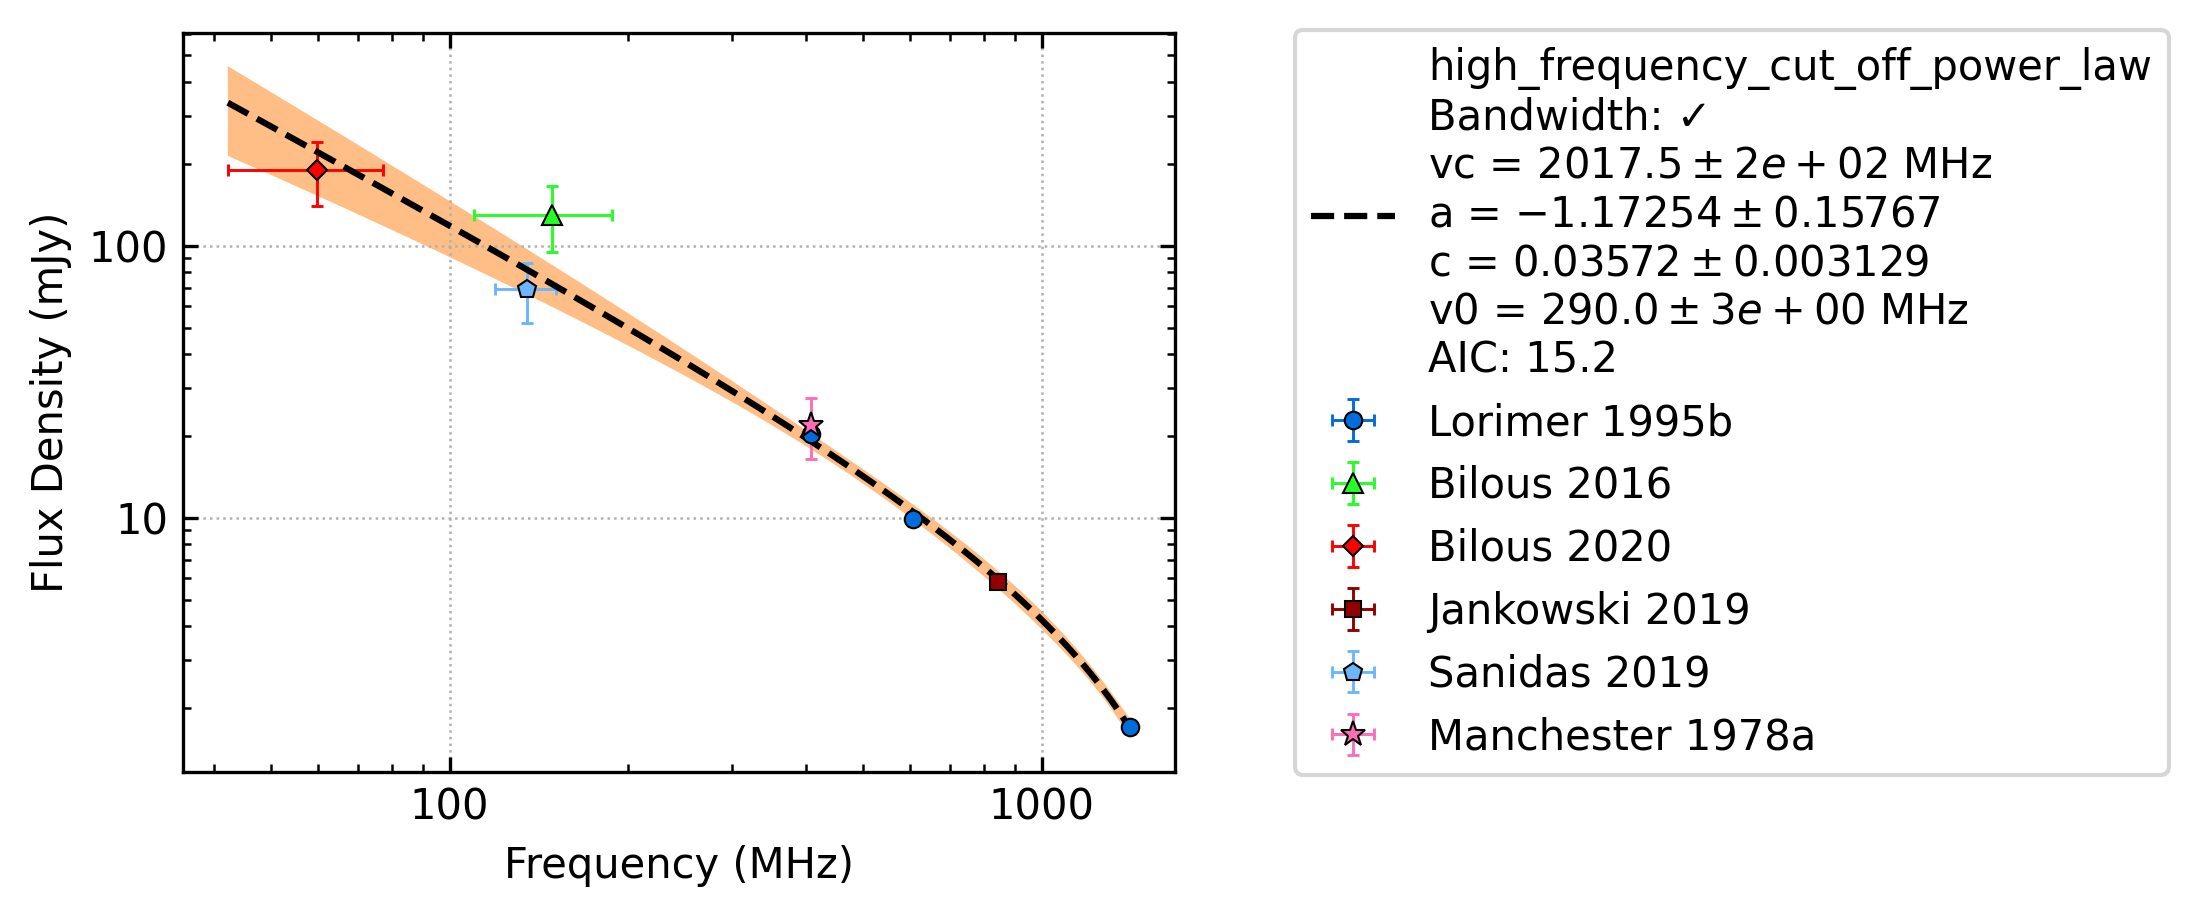 high_frequency_cut_off_power_law
Bandwidth: ✓
vc = 2017.5 ± 2e + 02 MHz
a = −1.17254 ± 0.15767
c = 0.03572 ± 0.003129
v0 = 290.0 ± 3e + 00 MHz
AIC: 15.2
Lorimer 1995b
Bilous 2016
Bilous 2020
Jankowski 2019
Sanidas 2019
Manchester 1978a
Flux Density (mJy)
100
10
100
1000
Frequency (MHz)